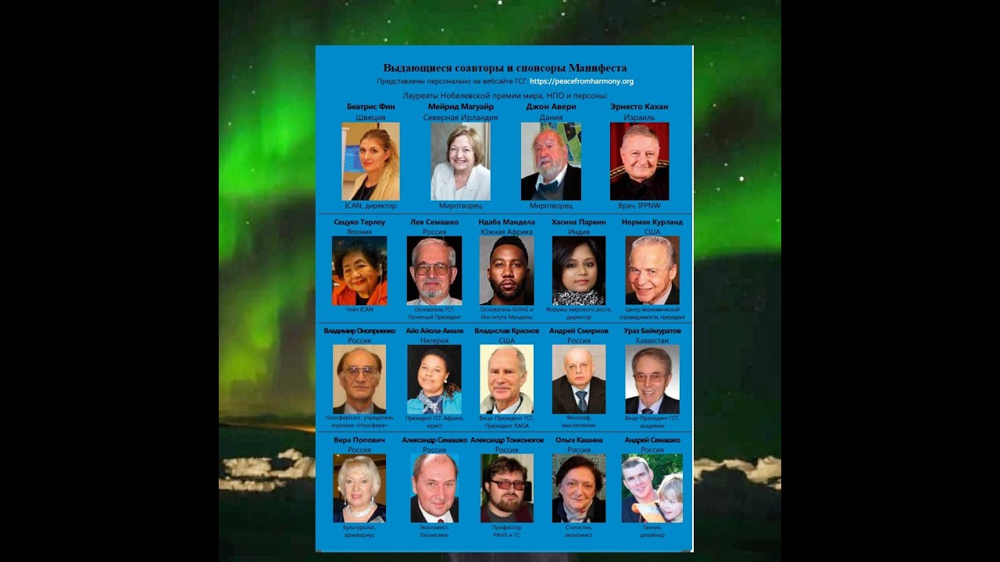 Выдающиеся соавторы и спонсоры Манифеста
Представлены персонально на вебсайте ГСГ: https://peacefromharmony.org
Лауреаты Нобелевской премии мира, НПО и персоны:
Беатрис Фин Мейрид Магуайр Джон Авери Эрнесто Кахан
Швеция Северная Ирландия Дания Израиль
ICAN, директор Миротворец Миротворец Врач, IPPNW
Сецуко Терлоу Лев Семашко Ндаба Мандела Хасина Парвин Норман Курланд
Япония Россия Южная Африка Индия США
Член ICAN Основатель ГСГ, Основатель GHHG и Форумы мирового роста, Центр экономической
Почетный Президент Института Манделы директор справедливости, президент
Владимир Оноприенко Айо Айола-Амале Владислав Краснов Андрей Смирнов Ураз Баймуратов
Россия Нигерия США Россия Казахстан
Ноосферолог, учредитель Президент ГСГ-Африка, Вице-Президент ГСГ, Философ, Вице-Президент ГСГ,
журнала «Ноосфера» юрист Президент RAGA мыслетехник академик
Вера Попович Александр Семашко Александр Тонконогов Ольга Кашина Андрей Семашко
Россия Россия Россия Россия Россия
Культуролог, Экономист, Профессор Статистик, Техник,
архивариус бизнесмен РАНХ и ГС экономист дизайнер